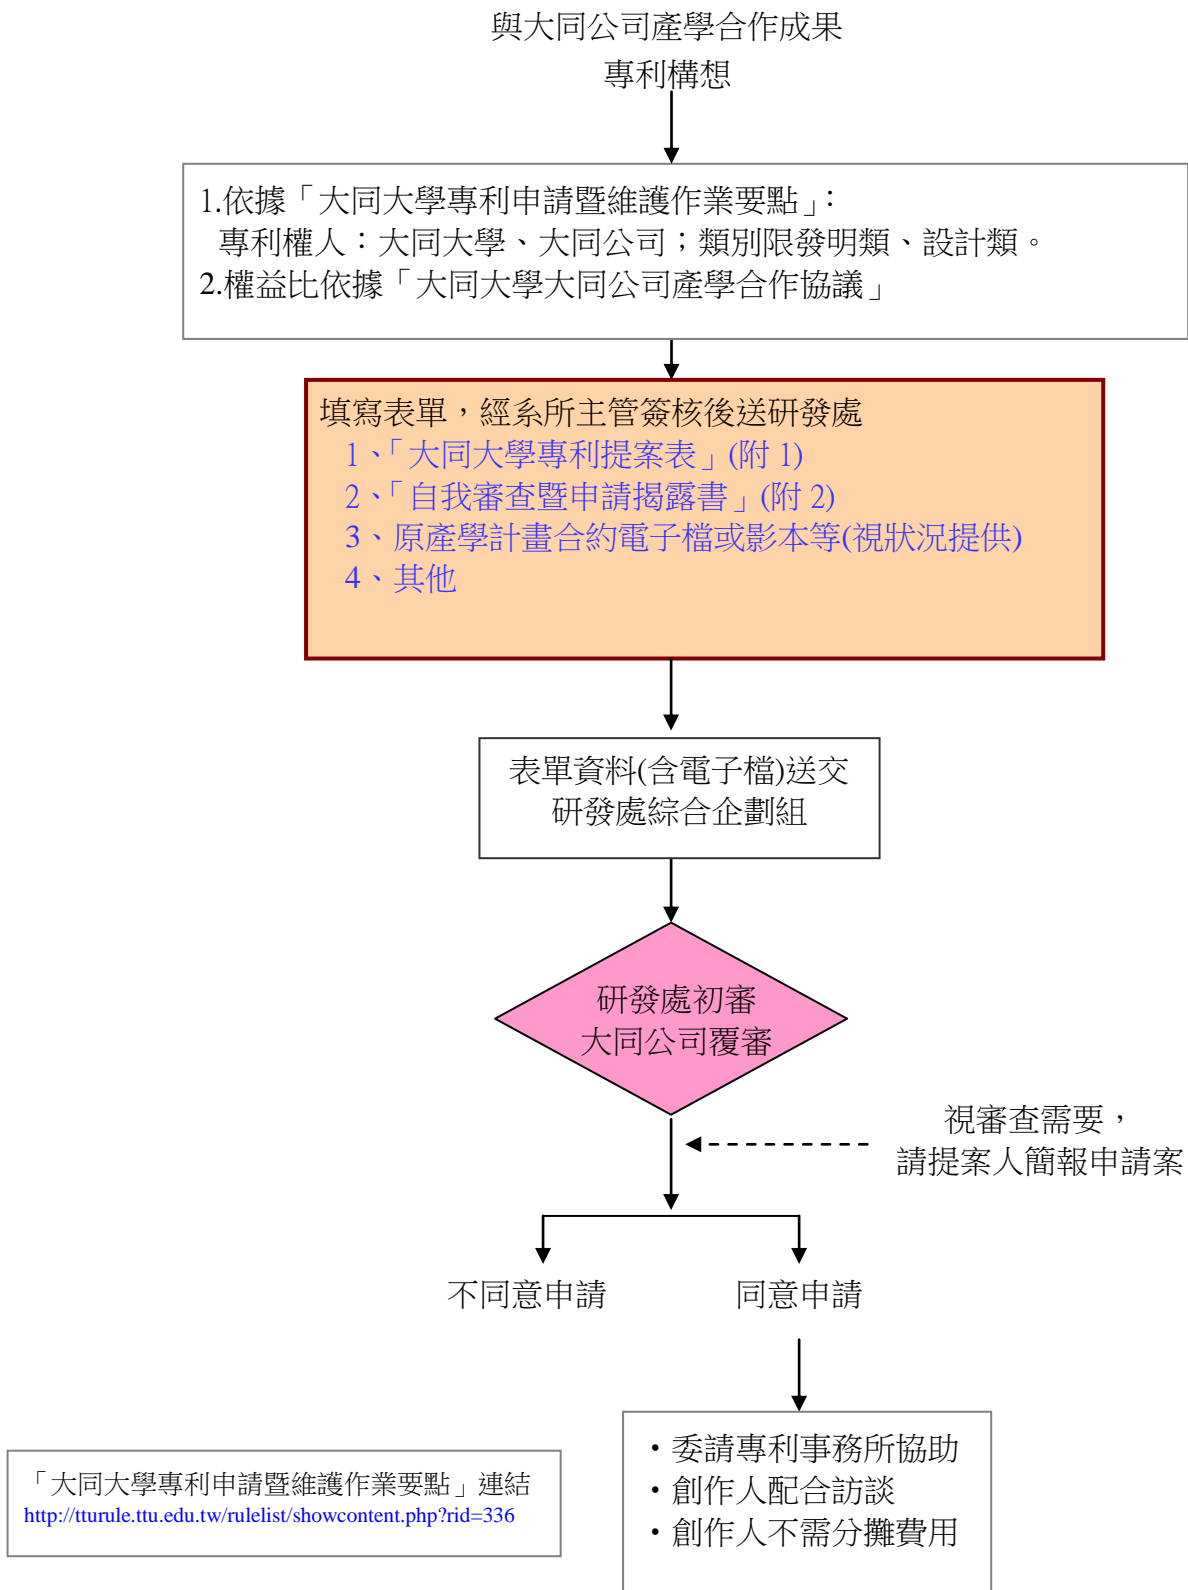 與大同公司產學合作成果
專利構想
1.依據「大同大學專利申請暨維護作業要點」:
專利權人:大同大學、大同公司;類別限發明類、設計類。
2.權益比依據「大同大學大同公司產學合作協議」
填寫表單,經系所主管簽核後送研發處
1、「大同大學專利提案表」(附 1)
2、「自我審查暨申請揭露書」(附 2)
3、原產學計畫合約電子檔或影本等(視狀況提供)
4、其他
表單資料(含電子檔)送交
研發處綜合企劃組
研發處初審
大同公司覆審
視審查需要,
請提案人簡報申請案
不同意申請
同意申請
・委請專利事務所協助
・創作人配合訪談
・創作人不需分攤費用
「大同大學專利申請暨維護作業要點」連結
http://tturule.ttu.edu.tw/rulelist/showcontent.php?rid=336